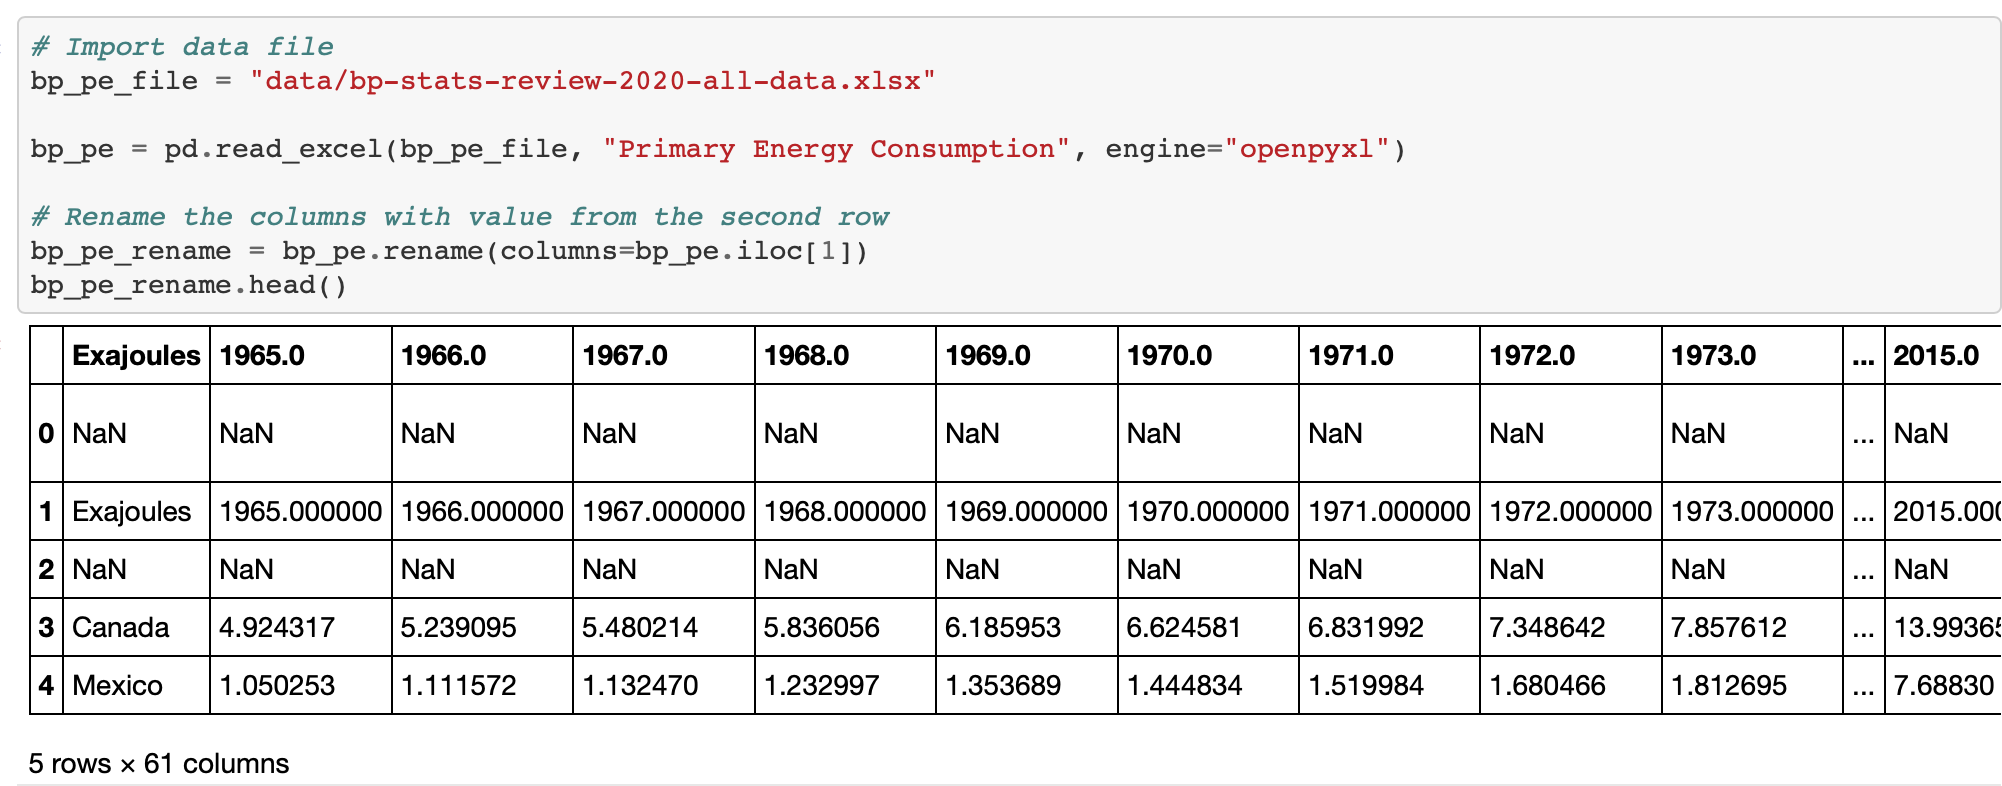 # Import data file
bp_pe_file = "data/bp-stats-review-2020-all-data.xlsx"
bp_pe = pd.read_excel(bp_pe_file, "Primary Energy Consumption", engine="openpyxl")
# Rename the columns with value from the second row
bp_pe_rename = bp_pe.rename(columns=bp_pe.iloc[1])
bp_pe_rename.head()
Exajoules 1965.0 1966.0 1967.0 1968.0 1969.0 1970.0 1971.0 1972.0 1973.0 ... 2015.0
0 NaN NaN NaN NaN NaN NaN NaN NaN NaN NaN ... NaN
1 Exajoules 1965.000000 1966.000000 1967.000000 1968.000000 1969.000000 1970.000000 1971.000000 1972.000000 1973.000000 ... 2015.000
2 NaN NaN NaN NaN NaN NaN NaN NaN NaN NaN ... NaN
3 Canada 4.924317 5.239095 5.480214 5.836056 6.185953 6.624581 6.831992 7.348642 7.857612 ... 13.99365
4 Mexico 1.050253 1.111572 1.132470 1.232997 1.353689 1.444834 1.519984 1.680466 1.812695 ... 7.68830
5 rows × 61 columns